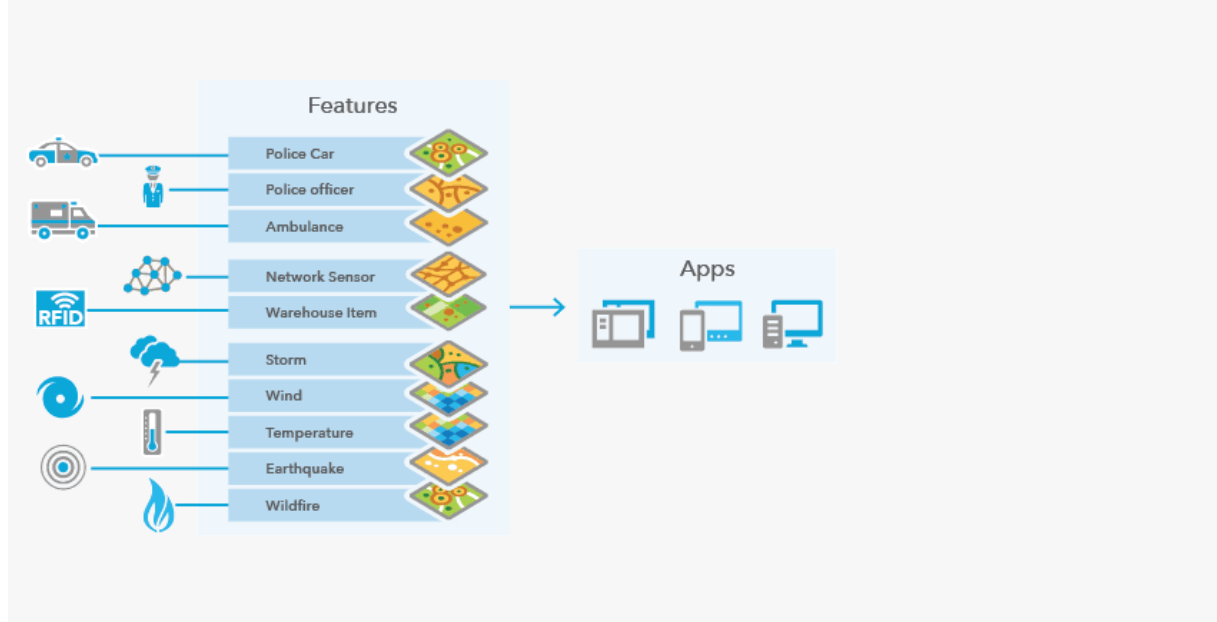 Features
Police Car
Police officer
Ambulance
Network Sensor
RFID
Warehouse Item
Storm
Wind
Temperature
Earthquake
Wildfire
Apps